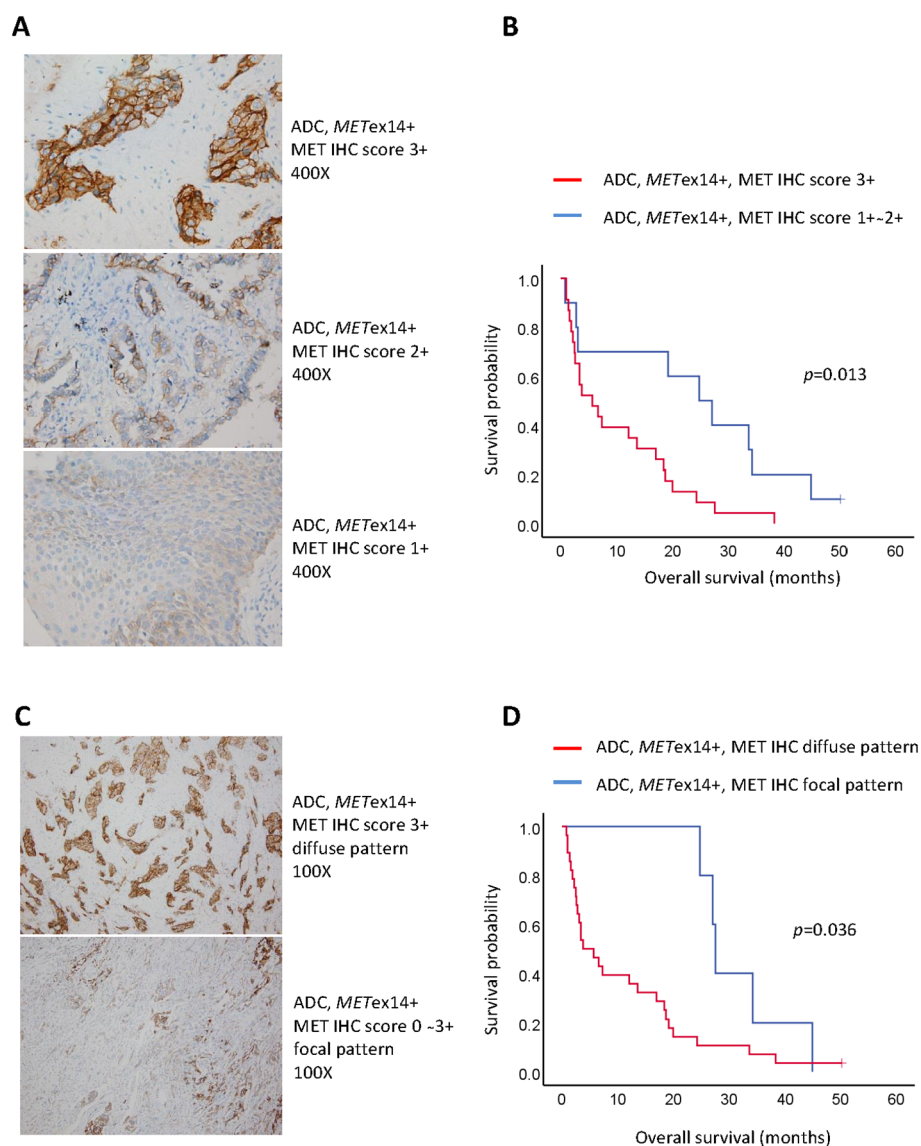 A
ADC, METex14+
MET IHC score 3+
400X
ADC, METex14+
MET IHC score 2+
400X
ADC, METex14+
MET IHC score 1+
400X
B
ADC, METex14+, MET IHC score 3+
ADC, METex14+, MET IHC score 1+~2+
1.0
0.8
0.6
0.4
0.2
0.0
Survival probability
p=0.013
0 10 20 30 40 50 60
Overall survival (months)
C
ADC, METex14+
MET IHC score 3+
diffuse pattern
100X
ADC, METex14+
MET IHC score 0 ~3+
focal pattern
100X
D
ADC, METex14+, MET IHC diffuse pattern
ADC, METex14+, MET IHC focal pattern
1.0
0.8
0.6
0.4
0.2
0.0
Survival probability
p=0.036
0 10 20 30 40 50 60
Overall survival (months)